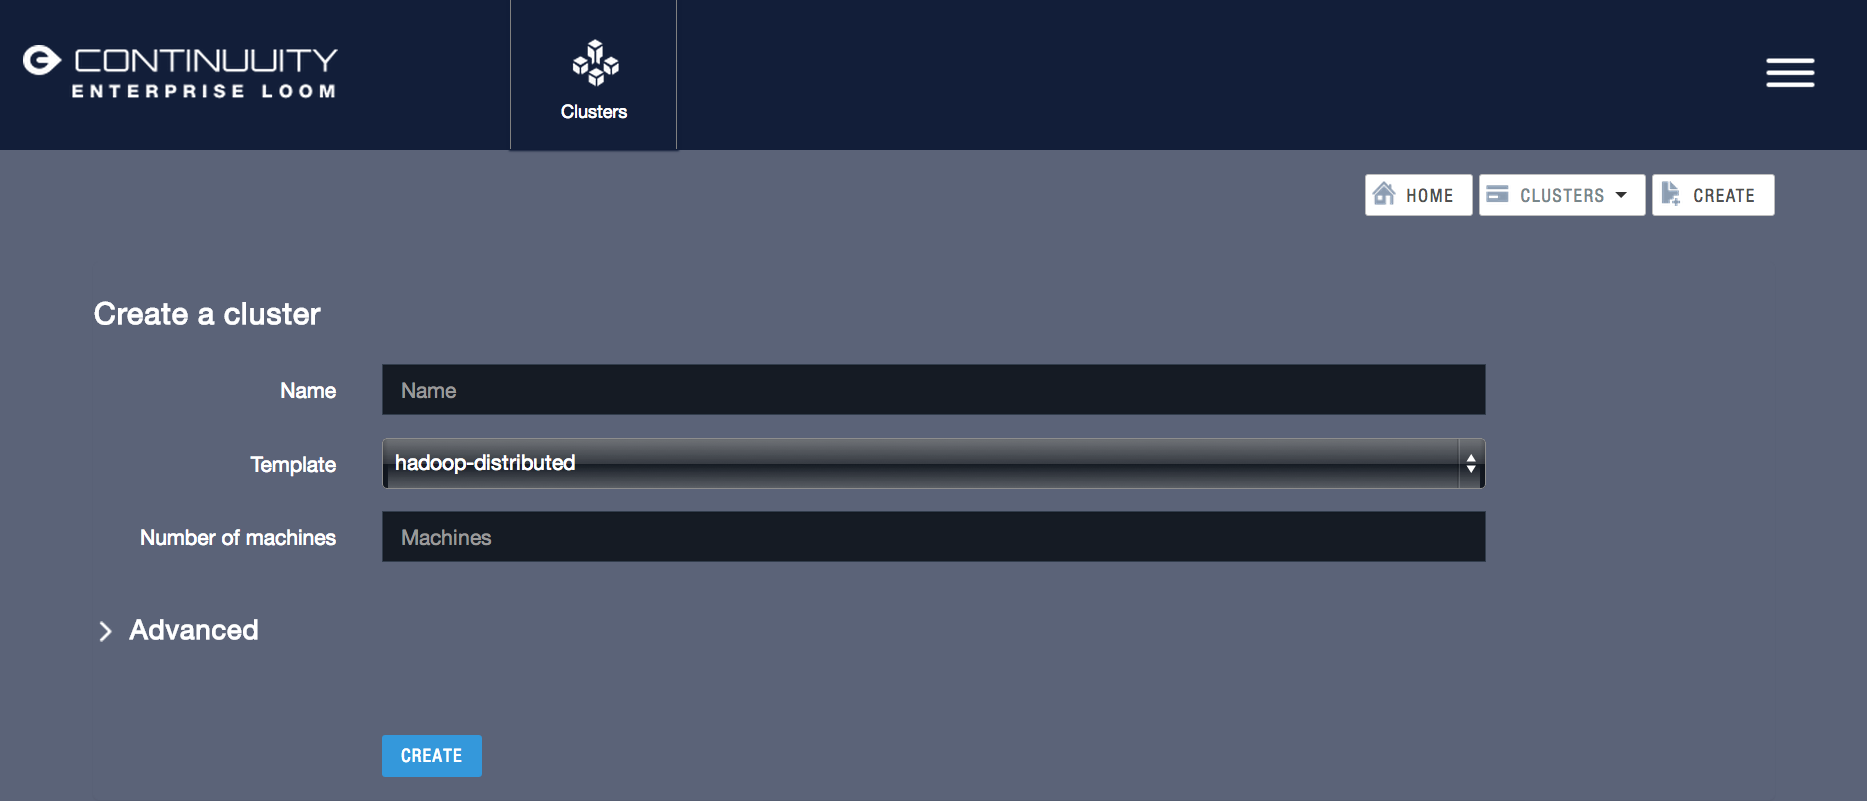 CONTINUUITY
ENTERPRISE LOOM
Clusters
HOME
CLUSTERS
CREATE
Create a cluster
Name
Name
Template
hadoop-distributed
Number of machines
Machines
Advanced
CREATE